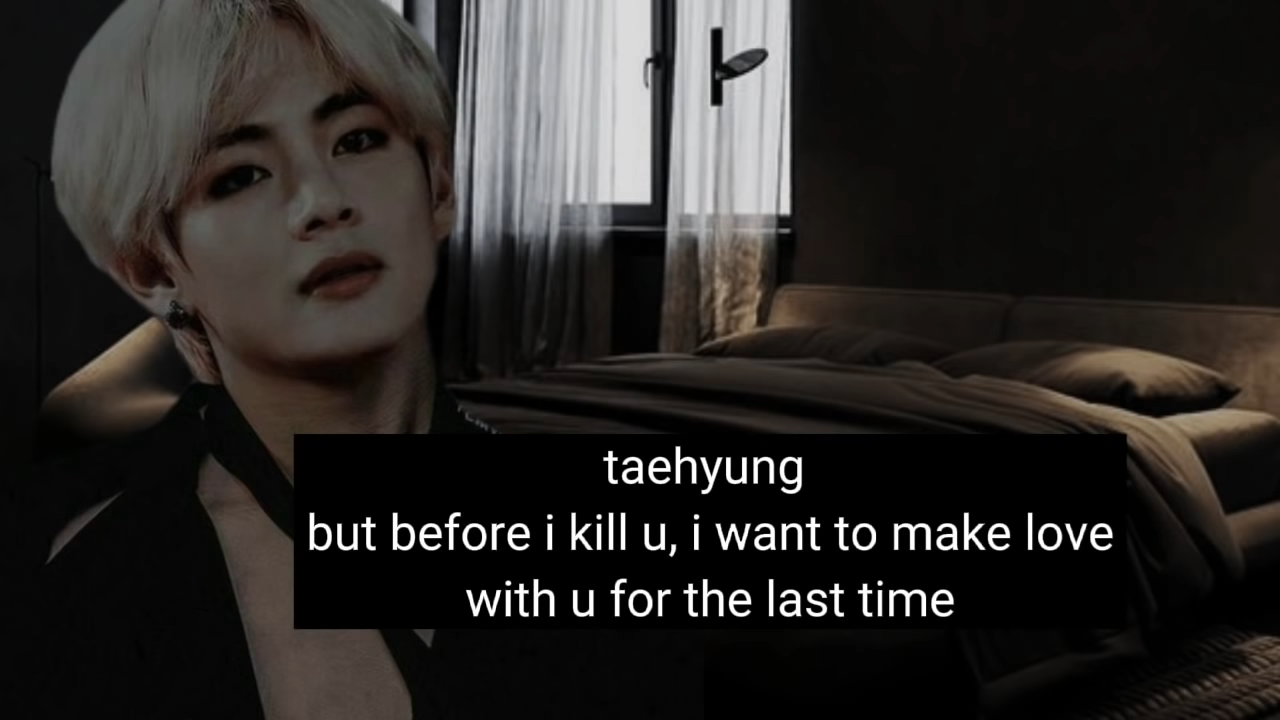 taehyung
but before i kill u, i want to make love
with u for the last time